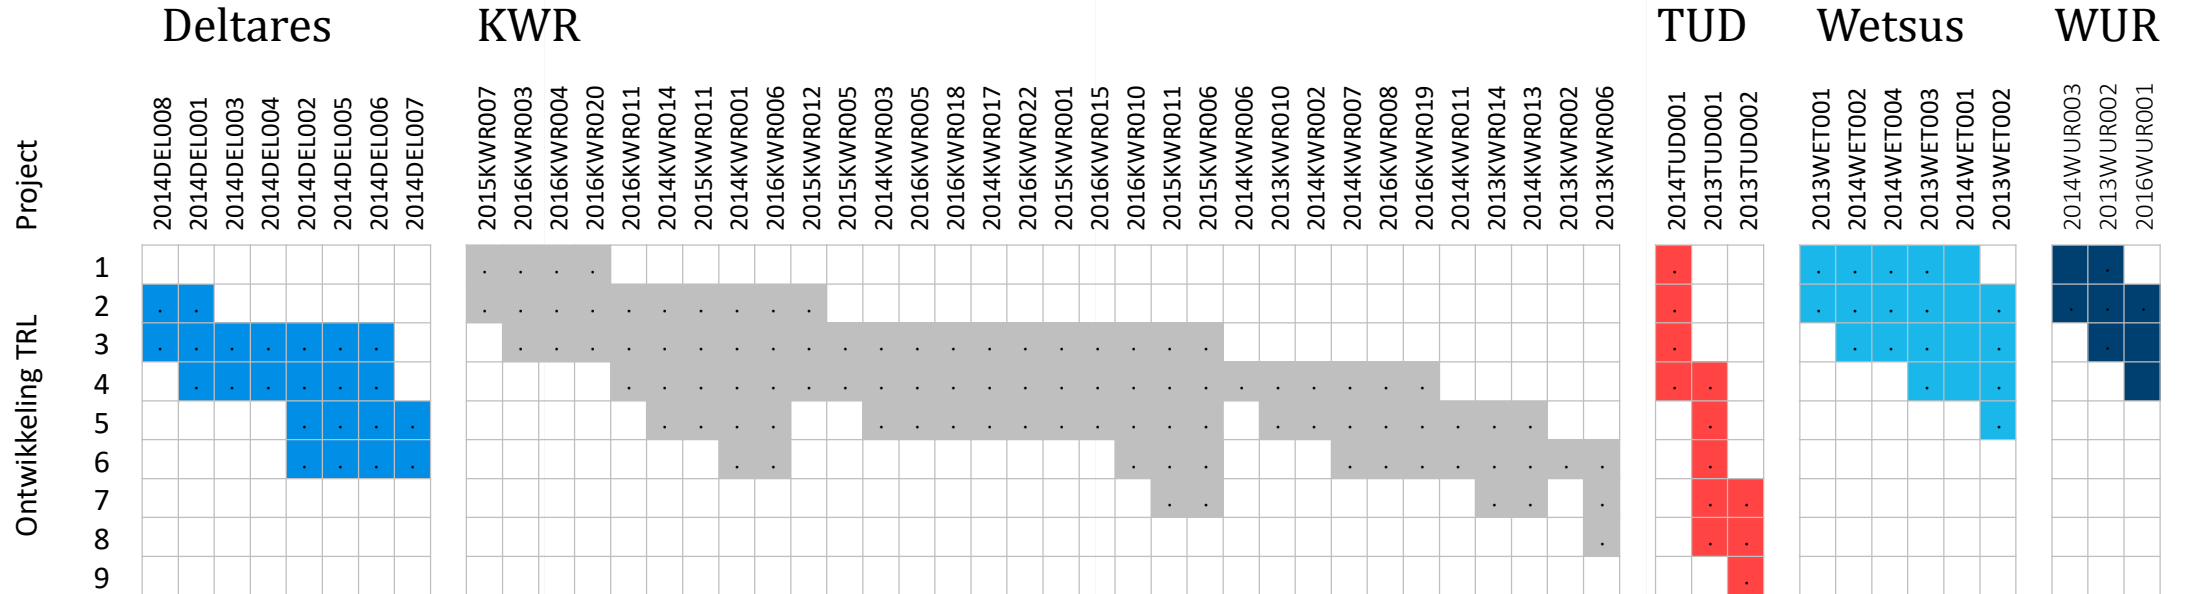 Deltares KWR TUD Wetsus WUR
Project
2014DEL008
2014DEL001
2014DEL003
2014DEL004
2014DEL002
2014DEL005
2014DEL006
2014DEL007
2015KWR007
2016KWR003
2016KWR004
2016KWR020
2016KWR011
2014KWR014
2015KWR011
2014KWR001
2016KWR006
2015KWR012
2015KWR005
2014KWR003
2016KWR005
2016KWR018
2014KWR017
2016KWR022
2015KWR001
2016KWR015
2016KWR010
2015KWR011
2015KWR006
2014KWR006
2013KWR010
2014KWR002
2014KWR007
2016KWR008
2016KWR019
2014KWR011
2013KWR014
2014KWR013
2013KWR002
2013KWR006
2014TUD001
2013TUD001
2013TUD002
2013WET001
2014WET002
2014WET004
2013WET003
2014WET001
2013WET002
2014WUR003
2013WUR002
2016WUR001
Ontwikkeling TRL
1
2
3
4
5
6
7
8
9